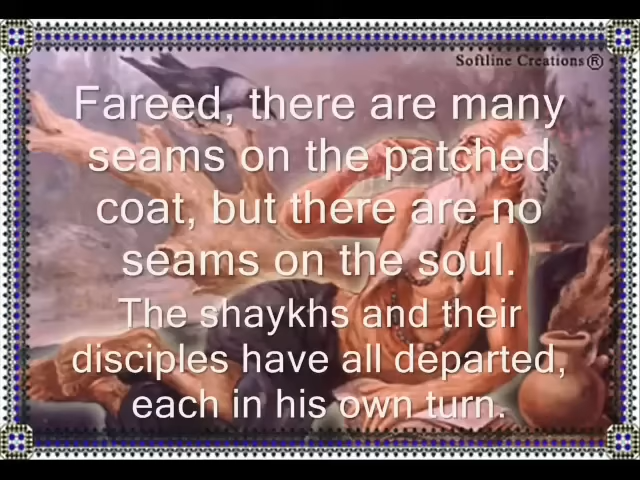 Softline Creations®
Fareed, there are many
seams on the patched
coat, but there are no
seams on the soul.
The shaykhs and their
disciples have all departed,
each in his own turn.